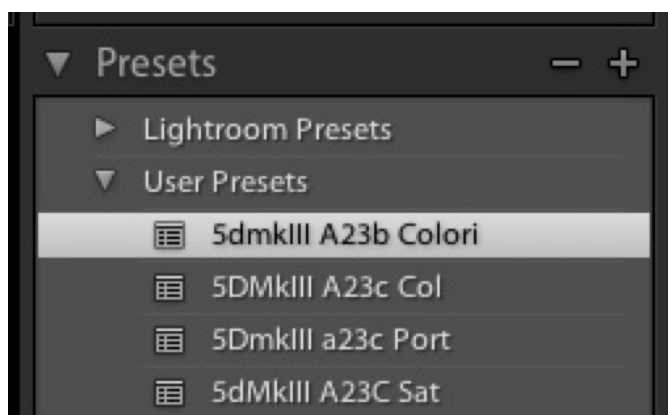 Presets
Lightroom Presets
User Presets
5dmkIII A23b Colori
5DMkIII A23c Col
5DmkIII a23c Port
5dMkIII A23C Sat